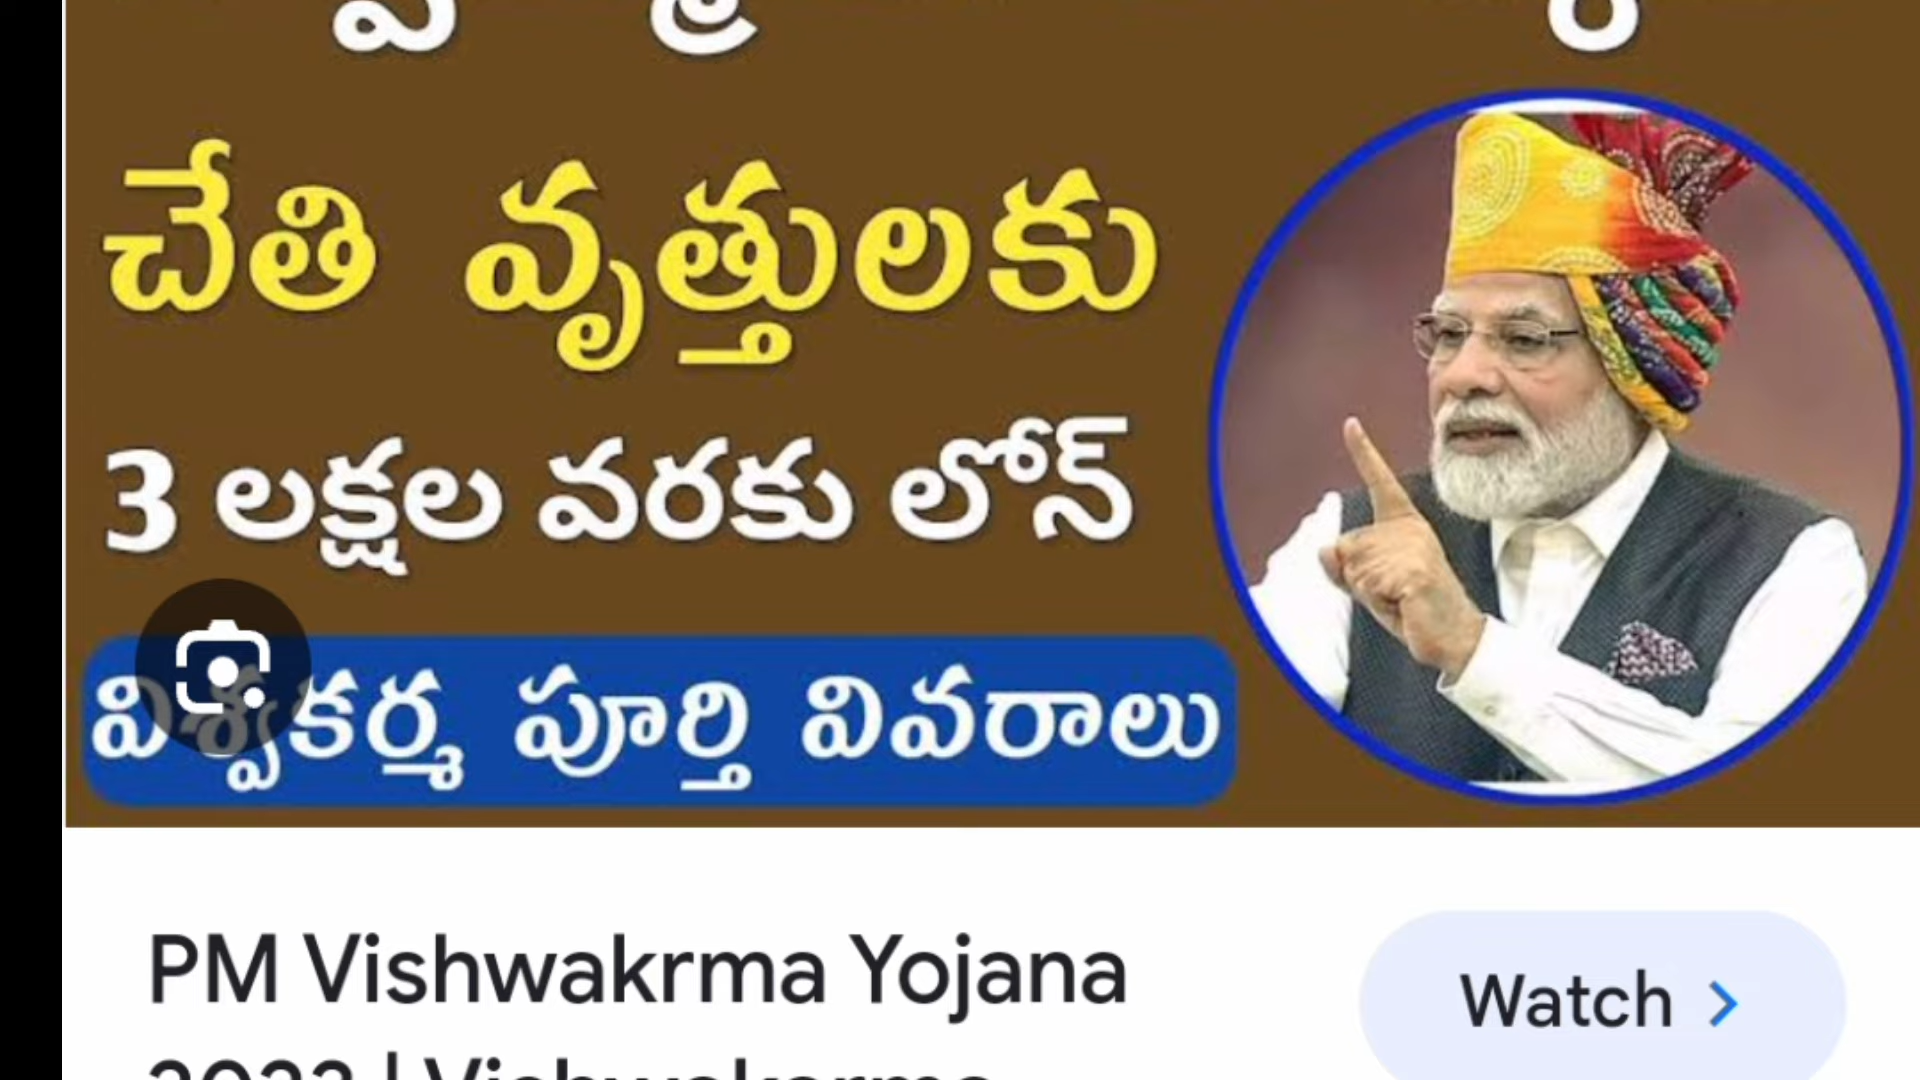 చేతి వృత్తులకు
3 లక్షల వరకు లోన్
విశ్వకర్మ పూర్తి వివరాలు
PM Vishwakrma Yojana
Watch